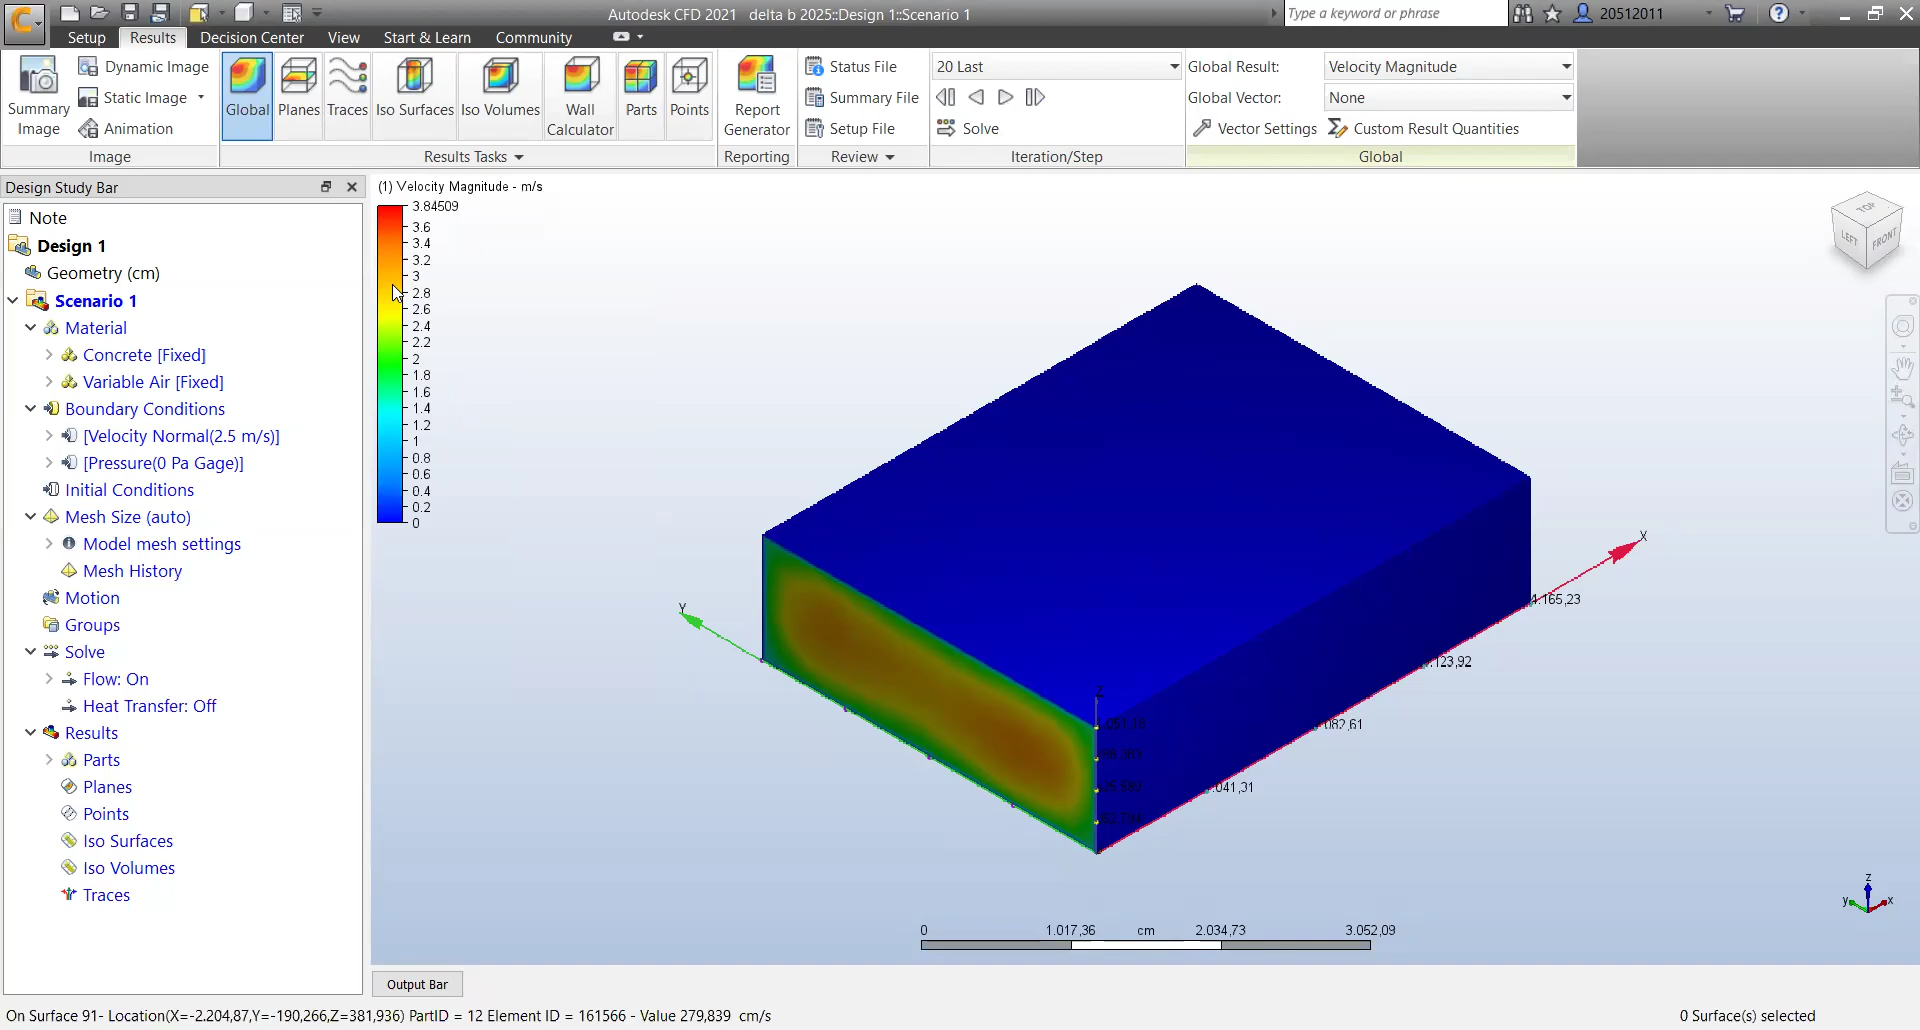 Autodesk CFD 2021 delta b 2025::Design 1::Scenario 1
Type a keyword or phrase
20512011
Setup
Results
Decision Center
View
Start & Learn
Community
Summary Image
Dynamic Image
Static Image
Animation
Image
Global
Planes
Traces
Iso Surfaces
Iso Volumes
Wall Calculator
Parts
Points
Results Tasks
Report Generator
Reporting
Status File
Summary File
Setup File
Review
20 Last
Solve
Iteration/Step
Global Result: Velocity Magnitude
Global Vector: None
Vector Settings
Custom Result Quantities
Global
Design Study Bar
Note
Design 1
Geometry (cm)
Scenario 1
Material
Concrete [Fixed]
Variable Air [Fixed]
Boundary Conditions
[Velocity Normal(2.5 m/s)]
[Pressure(0 Pa Gage)]
Initial Conditions
Mesh Size (auto)
Model mesh settings
Mesh History
Motion
Groups
Solve
Flow: On
Heat Transfer: Off
Results
Parts
Planes
Points
Iso Surfaces
Iso Volumes
Traces
(1) Velocity Magnitude - m/s
3.84509
3.6
3.4
3.2
3
2.8
2.6
2.4
2.2
2
1.8
1.6
1.4
1.2
1
0.8
0.6
0.4
0.2
0
TOP
LEFT
FRONT
X
Y
Z
4.165,23
.123,92
.082,61
.041,31
z
y
x
0 1.017,36 cm 2.034,73 3.052,09
Output Bar
On Surface 91- Location(X=-2.204,87,Y=-190,266,Z=381,936) PartID = 12 Element ID = 161566 - Value 279,839 cm/s
0 Surface(s) selected